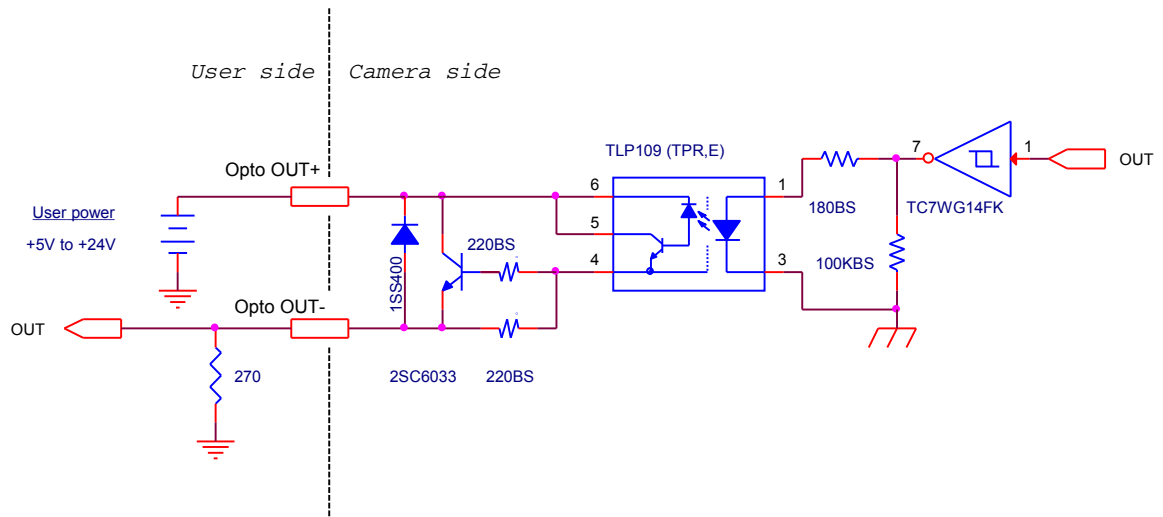 User side
Camera side
TLP109 (TPR,E)
7
1
OUT
Opto OUT+
6
1
180BS
TC7WG14FK
User power
+5V to +24V
5
220BS
4
3
100KBS
1SS400
Opto OUT-
OUT
270
2SC6033
220BS